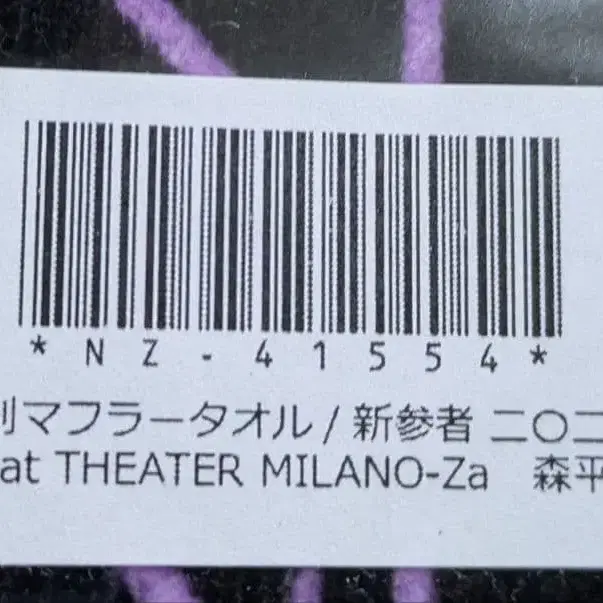 *NZ-41554*
別マフラータオル / 新参者 二〇二
at THEATER MILANO-Za 森平